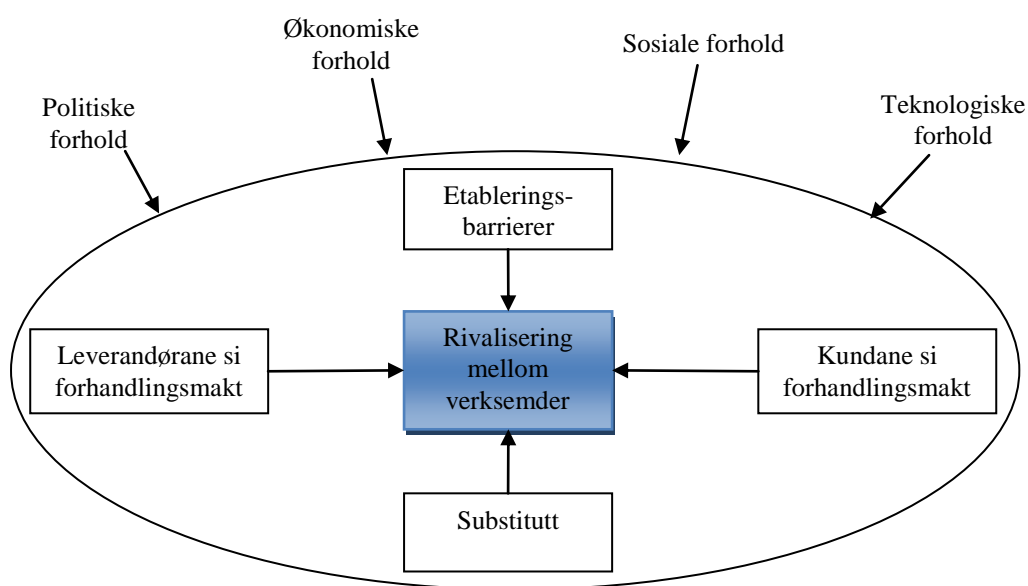 Økonomiske
forhold
Sosiale forhold
Politiske
forhold
Teknologiske
forhold
Etablerings-
barrierer
Leverandørane si
forhandlingsmakt
Rivalisering
mellom
verksemder
Kundane si
forhandlingsmakt
Substitutt